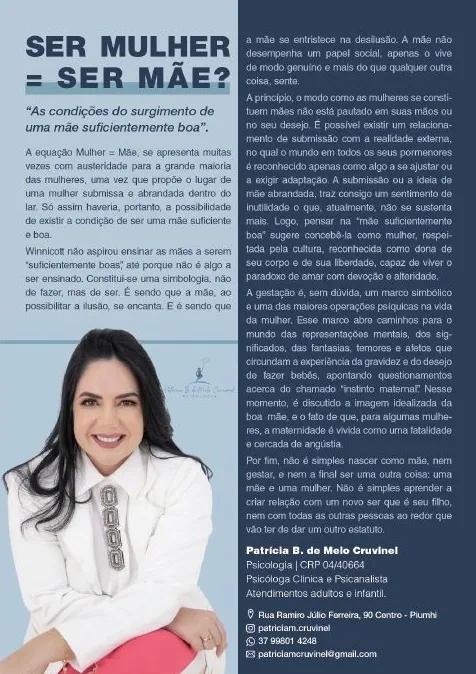 SER MULHER
= SER MÃE?
“As condições do surgimento de
uma mãe suficientemente boa”.
A equação Mulher = Mãe, se apresenta muitas
vezes com austeridade para a grande maioria
das mulheres, uma vez que propõe o lugar de
uma mulher submissa e abrandada dentro do
lar. Só assim haveria, portanto, a possibilidade
de existir a condição de ser uma mãe suficiente
e boa.
Winnicott não aspirou ensinar as mães a serem
“suficientemente boas”, até porque não é algo a
ser ensinado. Constitui-se uma simbologia, não
de fazer, mas de ser. É sendo que a mãe, ao
possibilitar a ilusão, se encanta. E é sendo que
a mãe se entristece na desilusão. A mãe não
desempenha um papel social, apenas o vive
de modo genuíno e mais do que qualquer outra
coisa, sente.
A princípio, o modo como as mulheres se consti-
tuem mães não está pautado em suas mãos ou
no seu desejo. É possível existir um relaciona-
mento de submissão com a realidade externa,
no qual o mundo em todos os seus pormenores
é reconhecido apenas como algo a se ajustar ou
a exigir adaptação. A submissão ou a ideia de
mãe abrandada, traz consigo um sentimento de
inutilidade o que, atualmente, não se sustenta
mais. Logo, pensar na “mãe suficientemente
boa” sugere concebê-la como mulher, respei-
tada pela cultura, reconhecida como dona de
seu corpo e de sua liberdade, capaz de viver o
paradoxo de amar com devoção e alteridade.
A gestação é, sem dúvida, um marco simbólico
e uma das maiores operações psíquicas na vida
da mulher. Esse marco abre caminhos para o
mundo das representações mentais, dos sig-
nificados, das fantasias, temores e afetos que
circundam a experiência da gravidez e do desejo
de fazer bebês, apontando questionamentos
acerca do chamado “instinto maternal”. Nesse
momento, é discutido a imagem idealizada da
boa mãe, e o fato de que, para algumas mulhe-
res, a maternidade é vivida como uma fatalidade
e cercada de angústia.
Por fim, não é simples nascer como mãe, nem
gestar, e nem a final ser uma outra coisa: uma
mãe e uma mulher. Não é simples aprender a
criar relação com um novo ser que é seu filho,
nem com todas as outras pessoas ao redor que
vão ter de dar um outro estatuto.
Patrícia B. de Melo Cruvinel
Patrícia B. de Melo Cruvinel
Psicologia | CRP 04/40664
Psicóloga Clínica e Psicanalista
Atendimentos adultos e infantil.
Rua Ramiro Júlio Ferreira, 90 Centro - Piumhi
patriciam.cruvinel
37 99801 4248
patriciamcruvinel@gmail.com